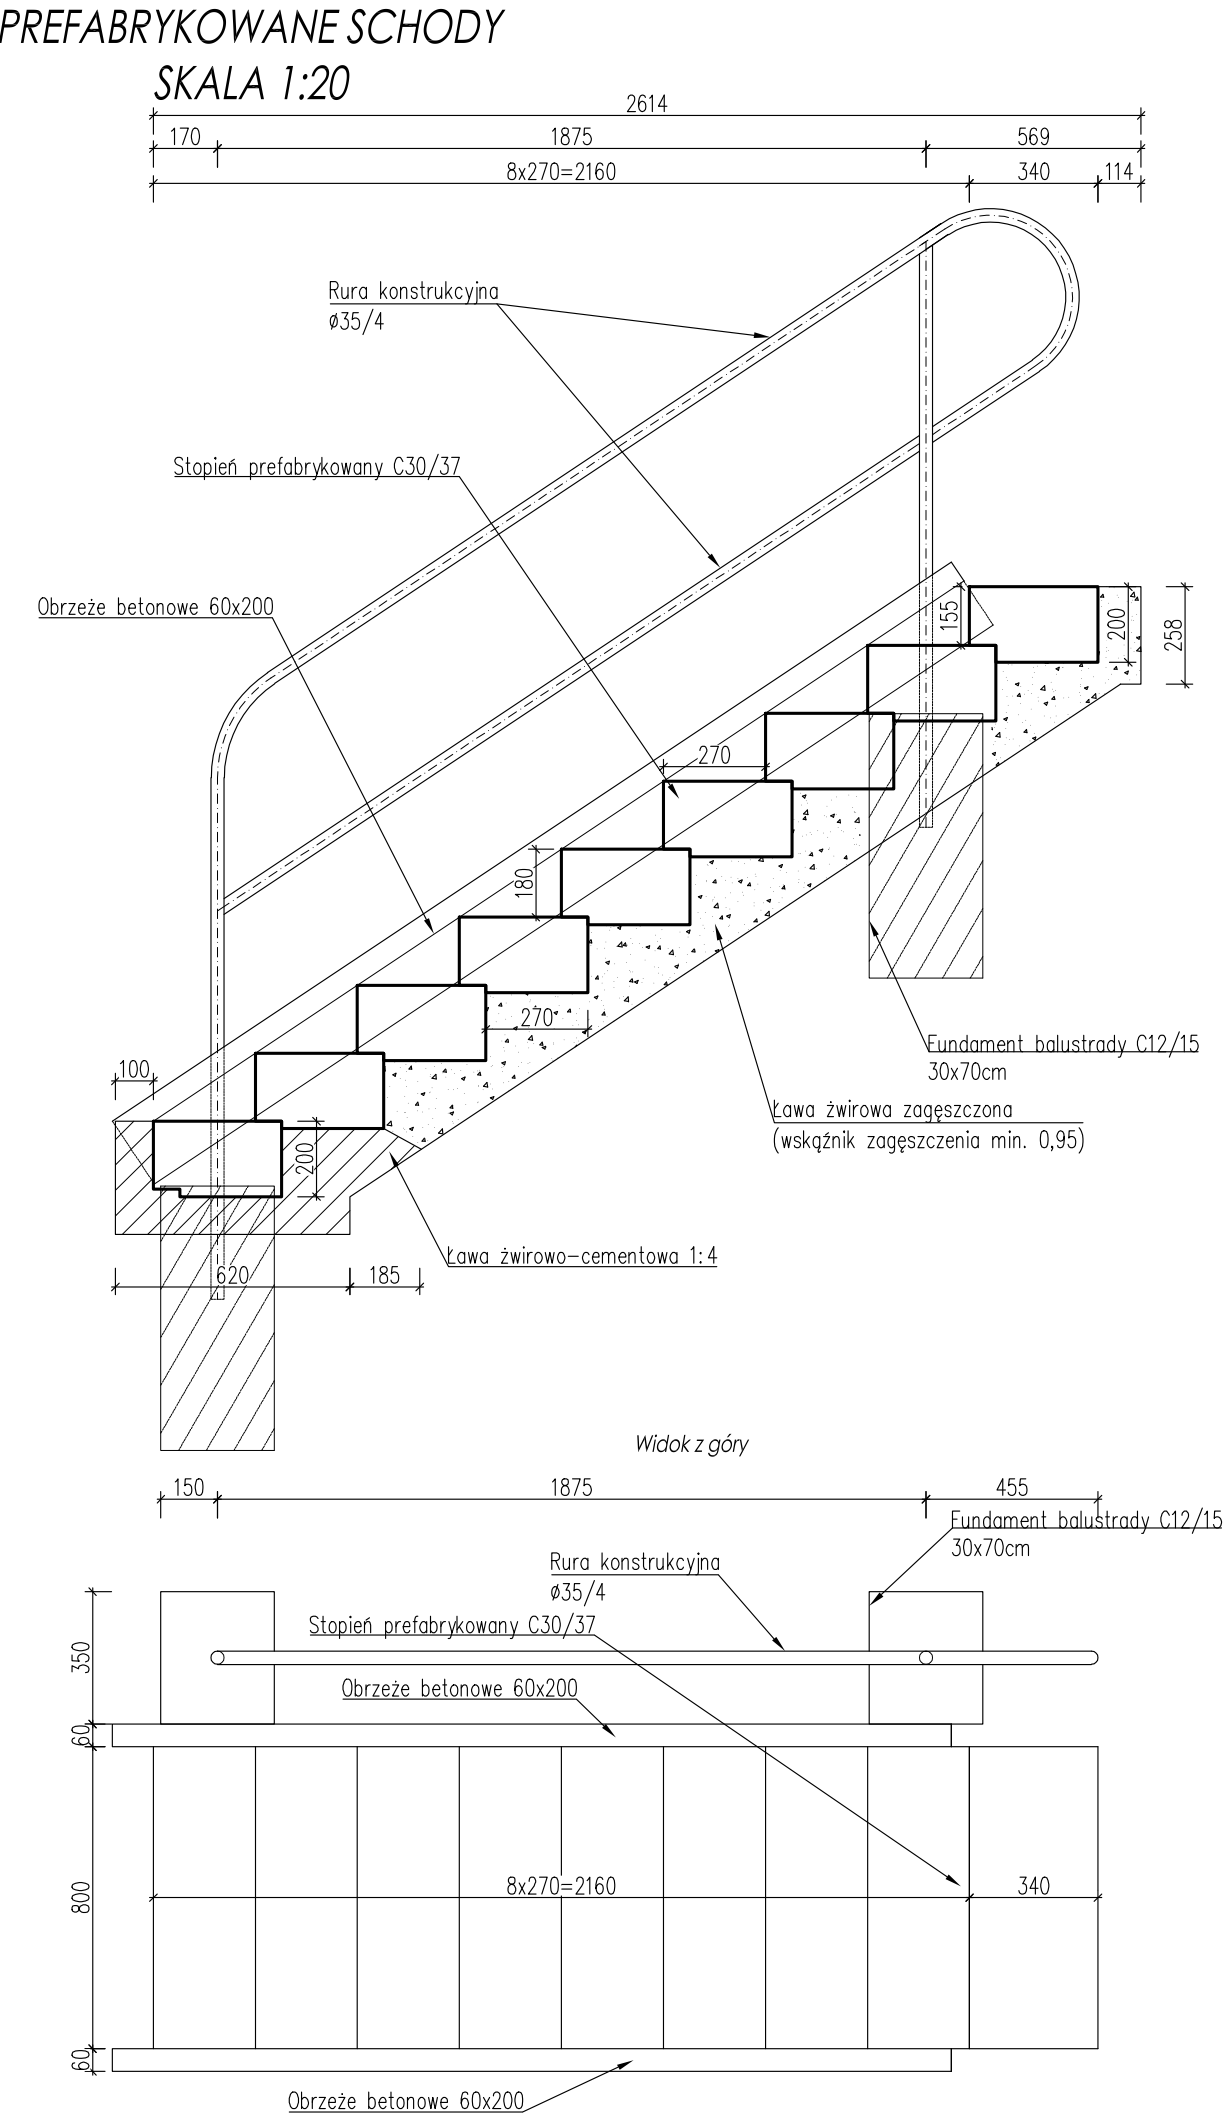 PREFABRYKOWANE SCHODY
SKALA 1:20
2614
170 1875 569
8x270=2160 340 114
Rura konstrukcyjna
ø35/4
Stopień prefabrykowany C30/37
Obrzeże betonowe 60x200
155
200
258
270
180
270
100
200
Fundament balustrady C12/15
30x70cm
Ława żwirowa zagęszczona
(wskąźnik zagęszczenia min. 0,95)
Ława żwirowo-cementowa 1:4
620 185
Widok z góry
150 1875 455
Fundament balustrady C12/15
30x70cm
Rura konstrukcyjna
ø35/4
Stopień prefabrykowany C30/37
350
Obrzeże betonowe 60x200
60
8x270=2160 340
800
60
Obrzeże betonowe 60x200